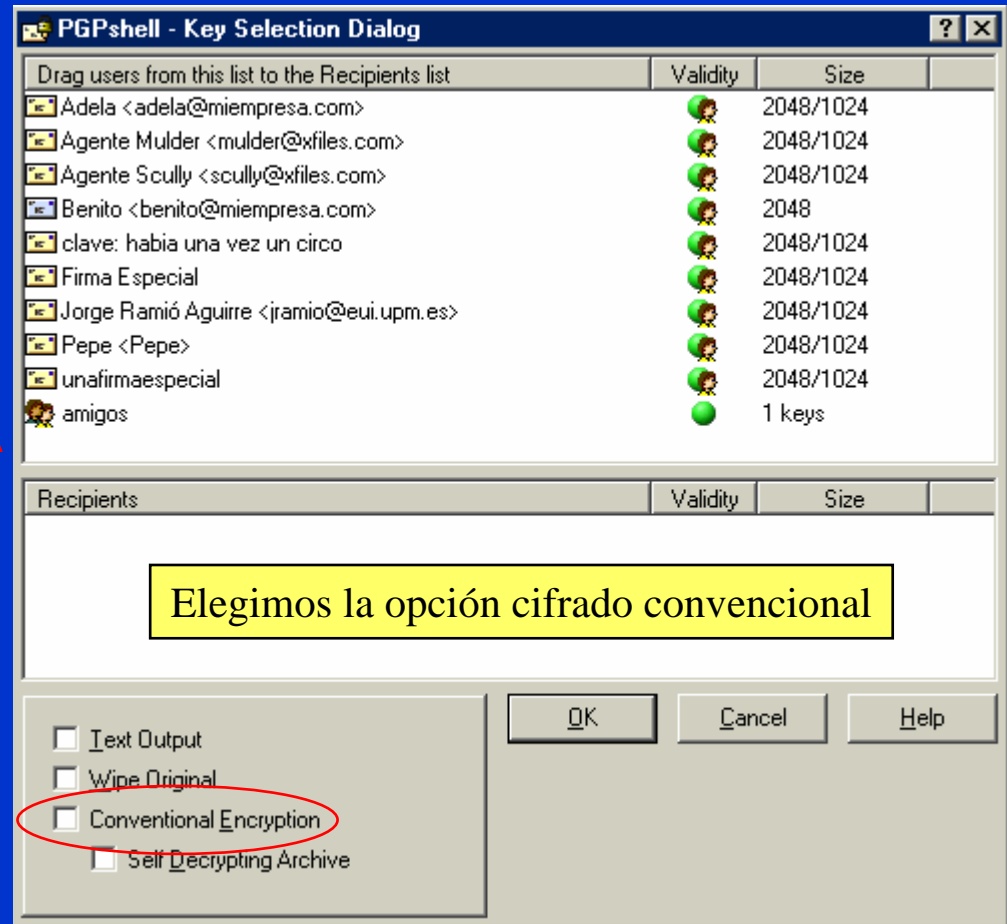 PGPshell - Key Selection Dialog
Drag users from this list to the Recipients list Validity Size
Adela <adela@miempresa.com> 2048/1024
Agente Mulder <mulder@xfiles.com> 2048/1024
Agente Scully <scully@xfiles.com> 2048/1024
Benito <benito@miempresa.com> 2048
clave: habia una vez un circo 2048/1024
Firma Especial 2048/1024
Jorge Ramió Aguirre <jramio@eui.upm.es> 2048/1024
Pepe <Pepe> 2048/1024
unafirmaespecial 2048/1024
amigos 1 keys
Recipients Validity Size
Elegimos la opción cifrado convencional
OK Cancel Help
Text Output
Wipe Original
Conventional Encryption
Self Decrypting Archive